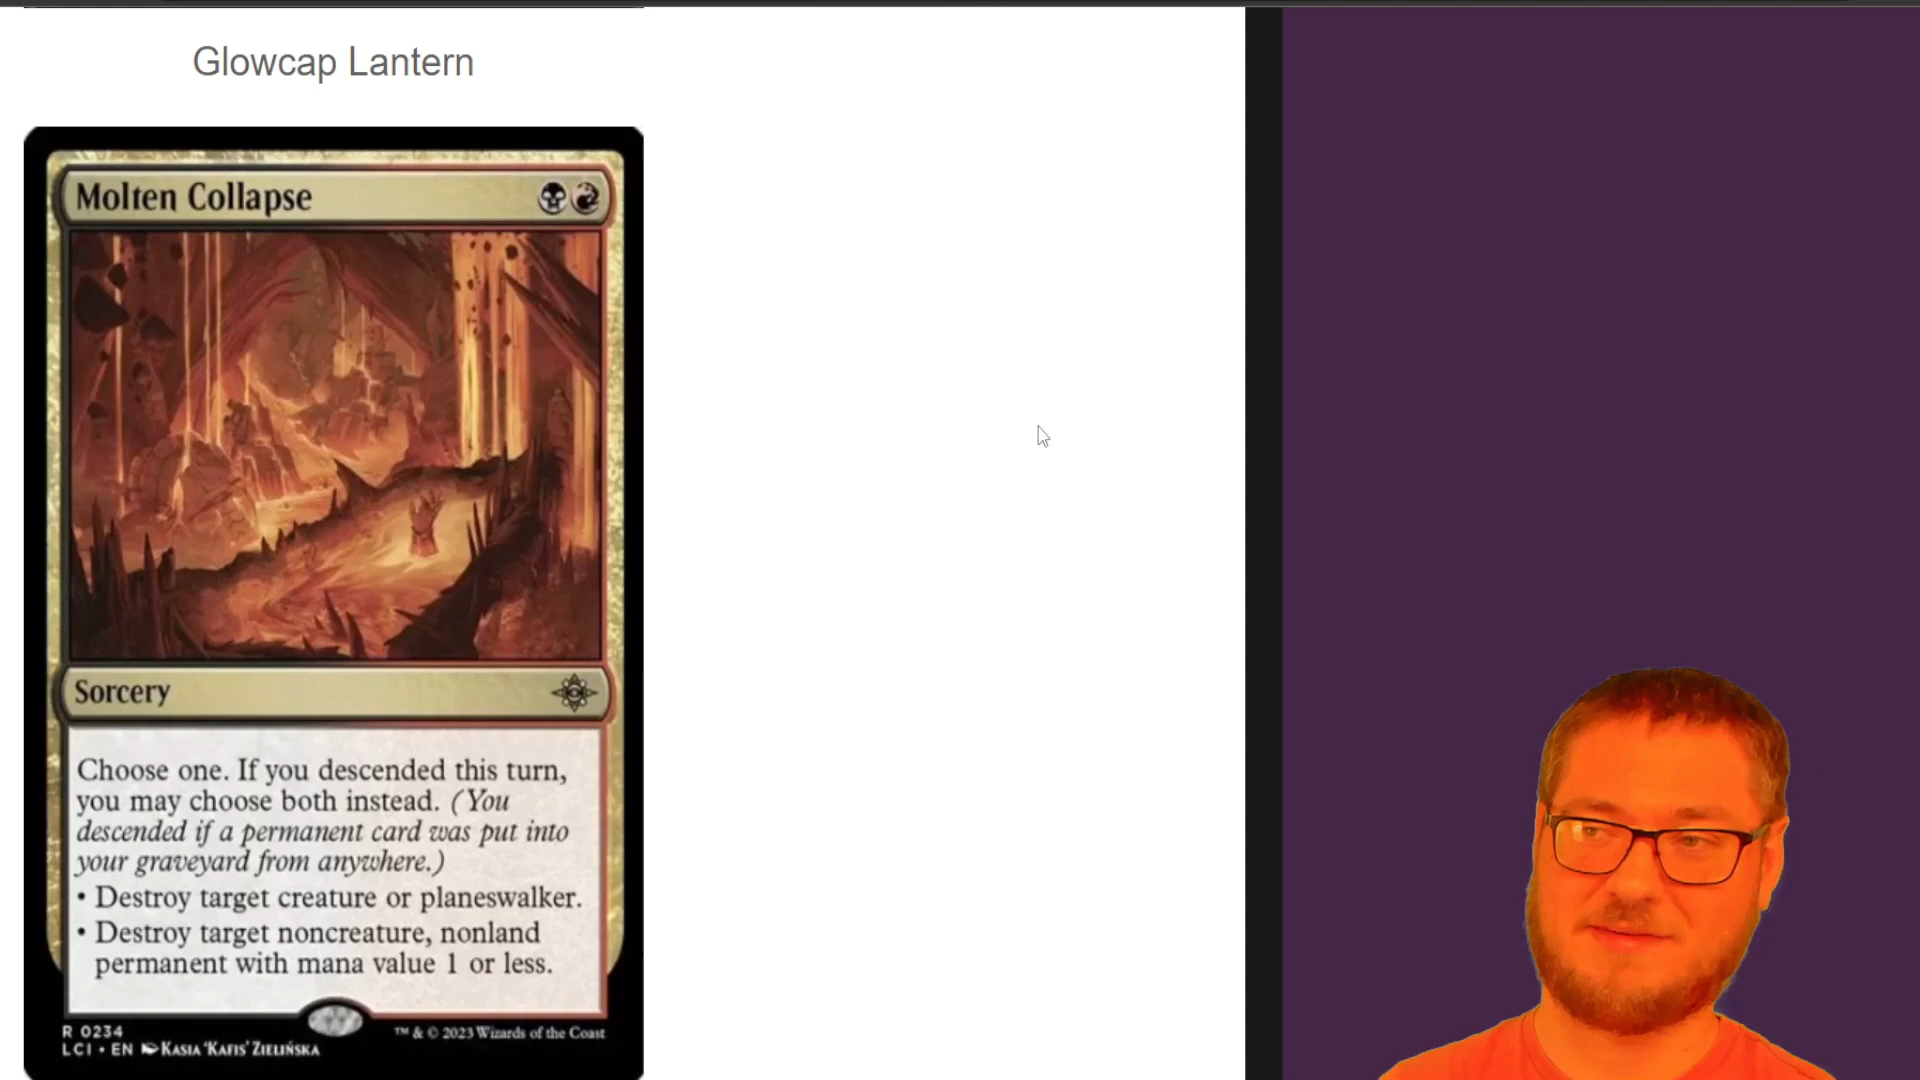 Glowcap Lantern
Molten Collapse
Sorcery
Choose one. If you descended this turn,
you may choose both instead. (You
descended if a permanent card was put into
your graveyard from anywhere.)
• Destroy target creature or planeswalker.
• Destroy target noncreature, nonland
permanent with mana value 1 or less.
R 0234
LCI • EN KASIA ‘KAFIS’ ZIELIŃSKA
™ & © 2023 Wizards of the Coast